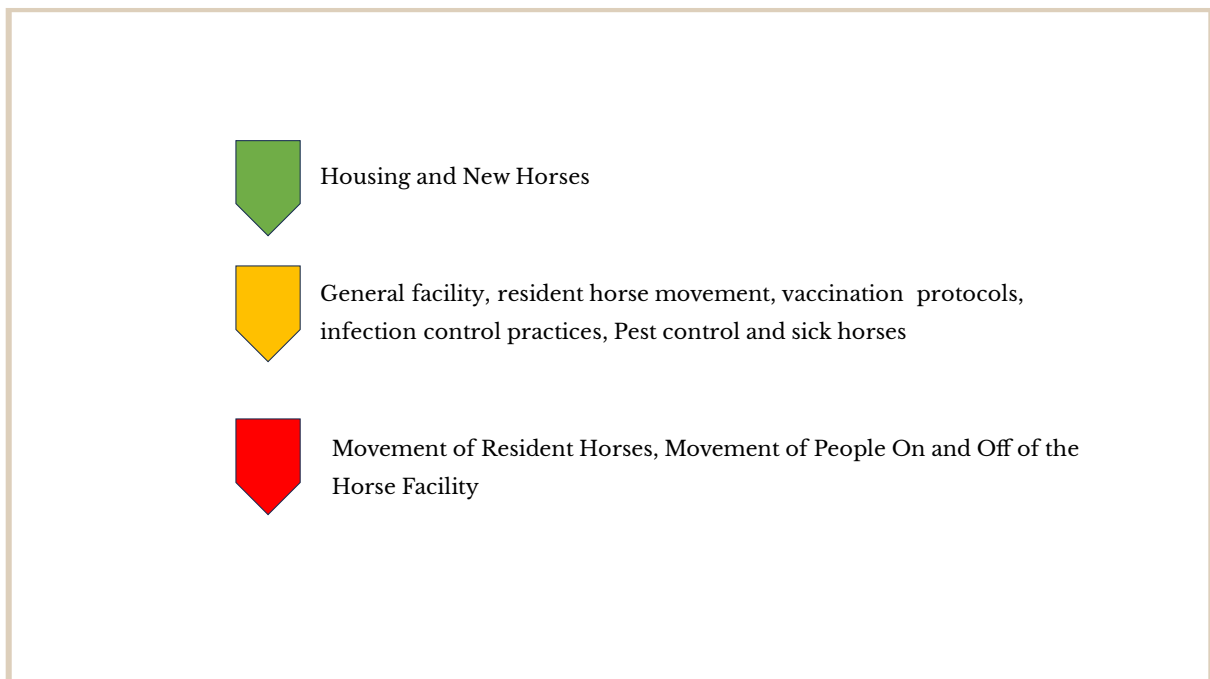 Housing and New Horses
General facility, resident horse movement, vaccination  protocols,
infection control practices, Pest control and sick horses
Movement of Resident Horses, Movement of People On and Off of the
Horse Facility